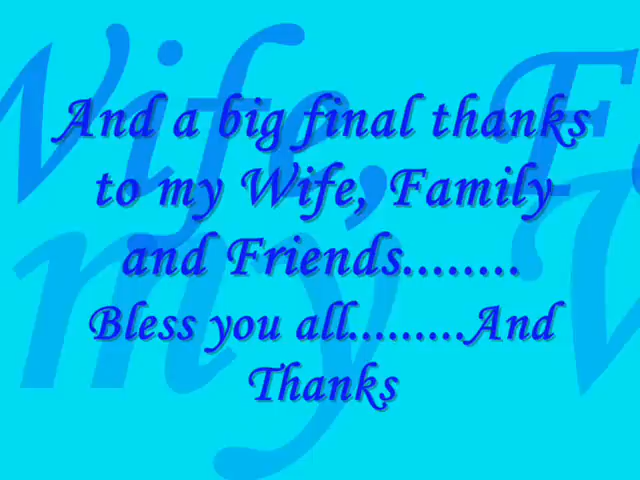 And a big final thanks
to my Wife, Family
and Friends........
Bless you all.........And
Thanks